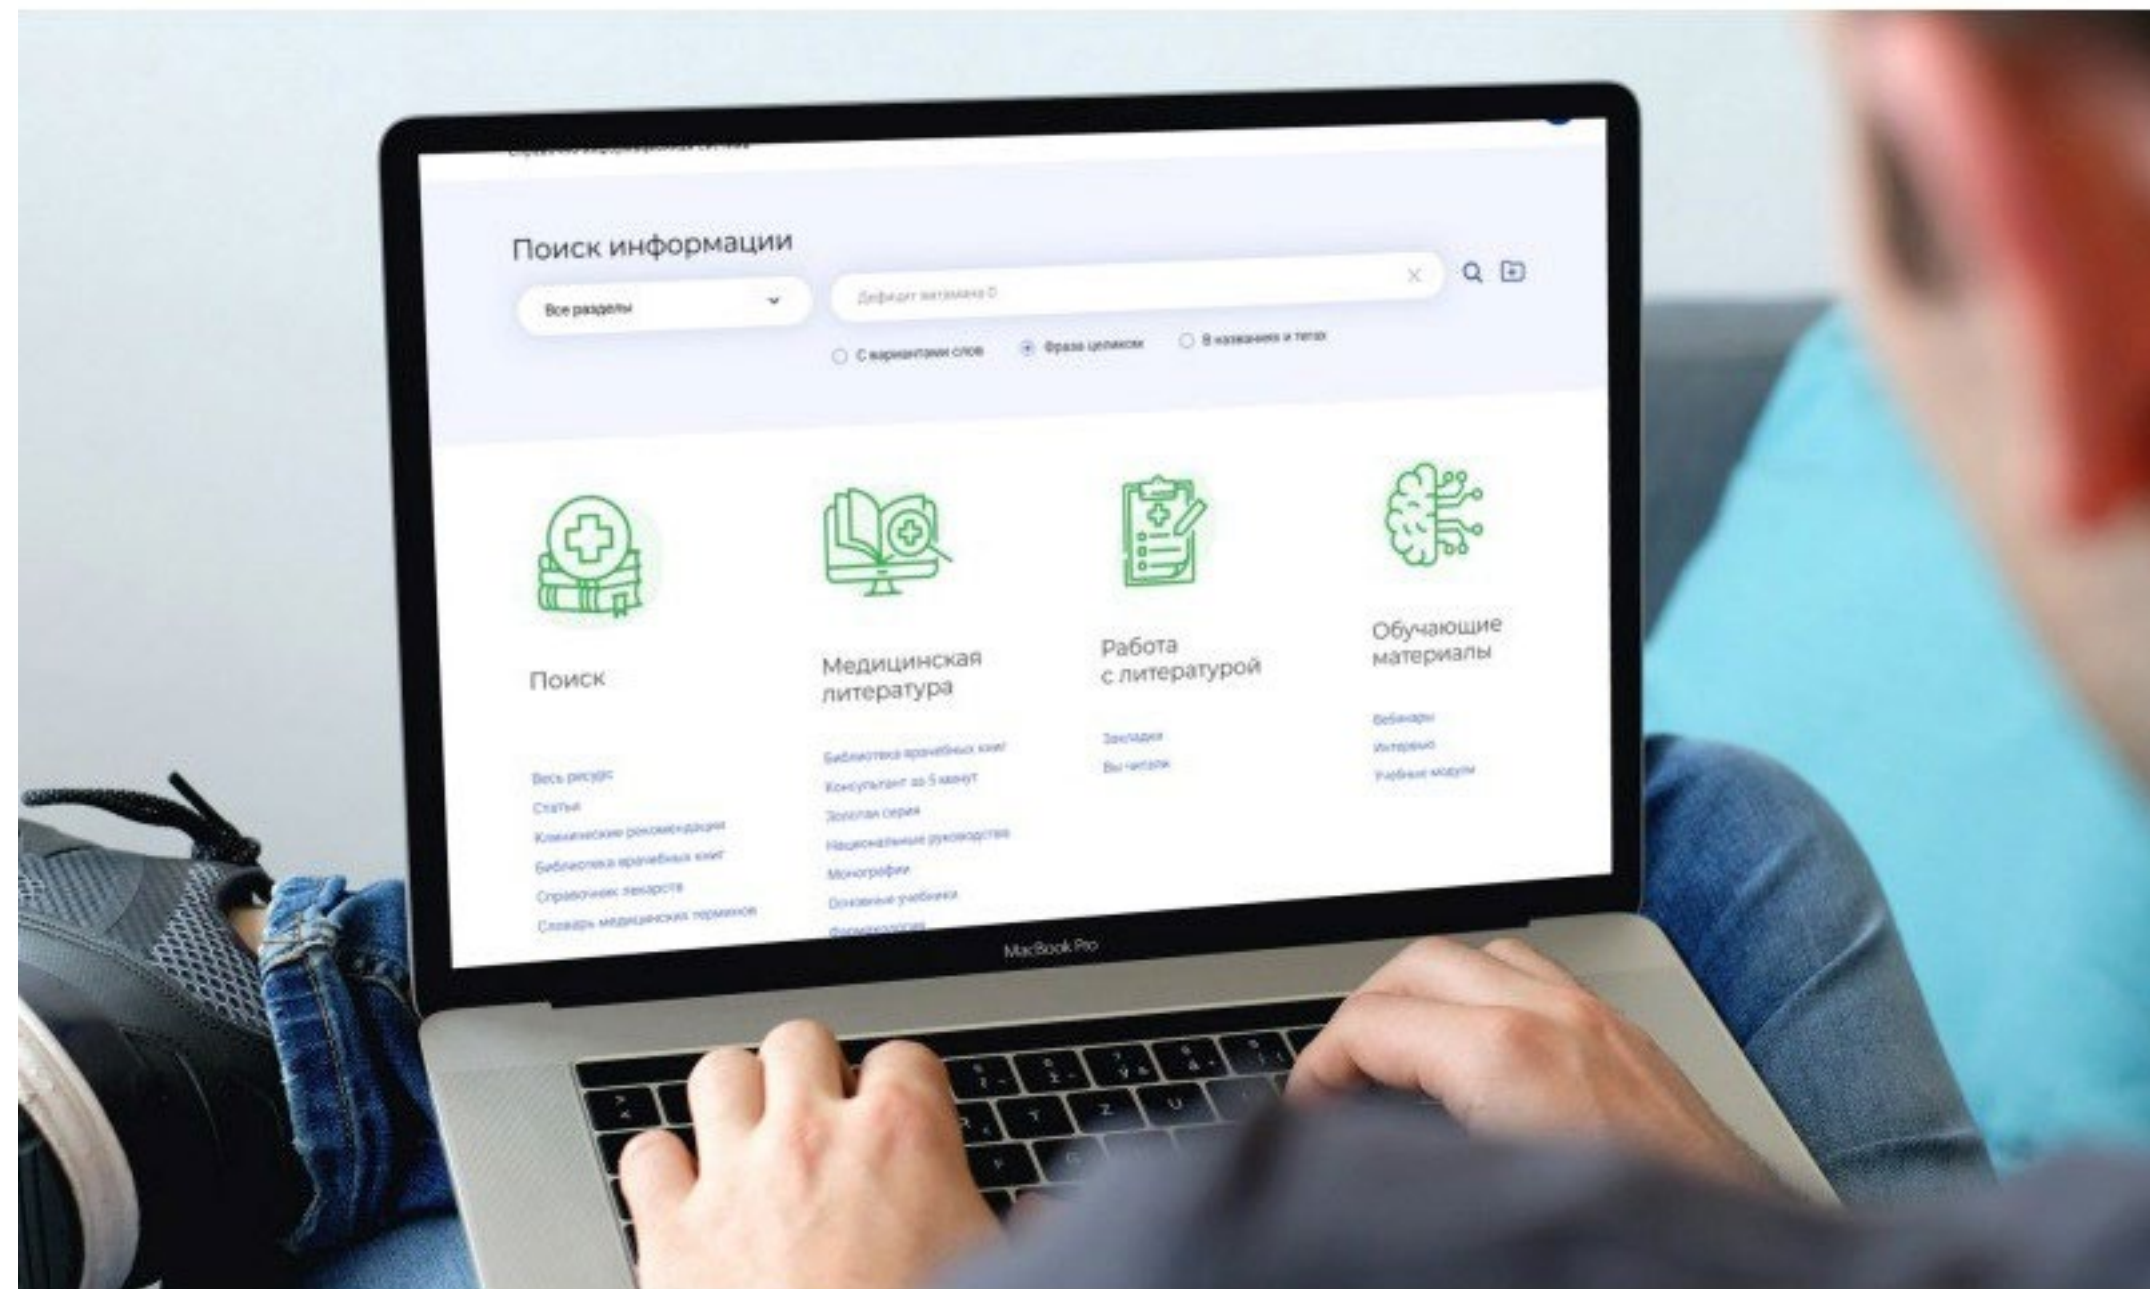 Поиск информации
Все разделы
Дефицит витамина D
С вариантами слов
Фраза целиком
В названиях и тегах
Поиск
Весь ресурс
Статьи
Клинические рекомендации
Библиотека врачебных книг
Справочник лекарств
Словарь медицинских терминов
Медицинская
литература
Библиотека врачебных книг
Консультант за 5 минут
Золотая серия
Национальные руководства
Монографии
Основные учебники
Фармакология
Работа
с литературой
Закладки
Вы читали
Обучающие
материалы
Вебинары
Интервью
Учебные модули
MacBook Pro
T Z U
F